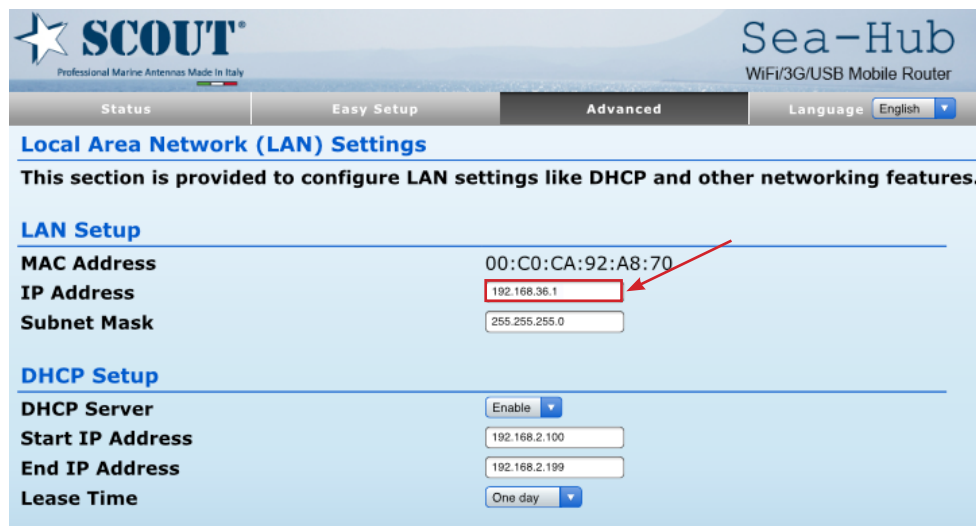 SCOUT®
Professional Marine Antennas Made In Italy
Sea-Hub
WiFi/3G/USB Mobile Router
Status Easy Setup Advanced Language English
Local Area Network (LAN) Settings
This section is provided to configure LAN settings like DHCP and other networking features.
LAN Setup
MAC Address 00:C0:CA:92:A8:70
IP Address 192.168.36.1
Subnet Mask 255.255.255.0
DHCP Setup
DHCP Server Enable
Start IP Address 192.168.2.100
End IP Address 192.168.2.199
Lease Time One day